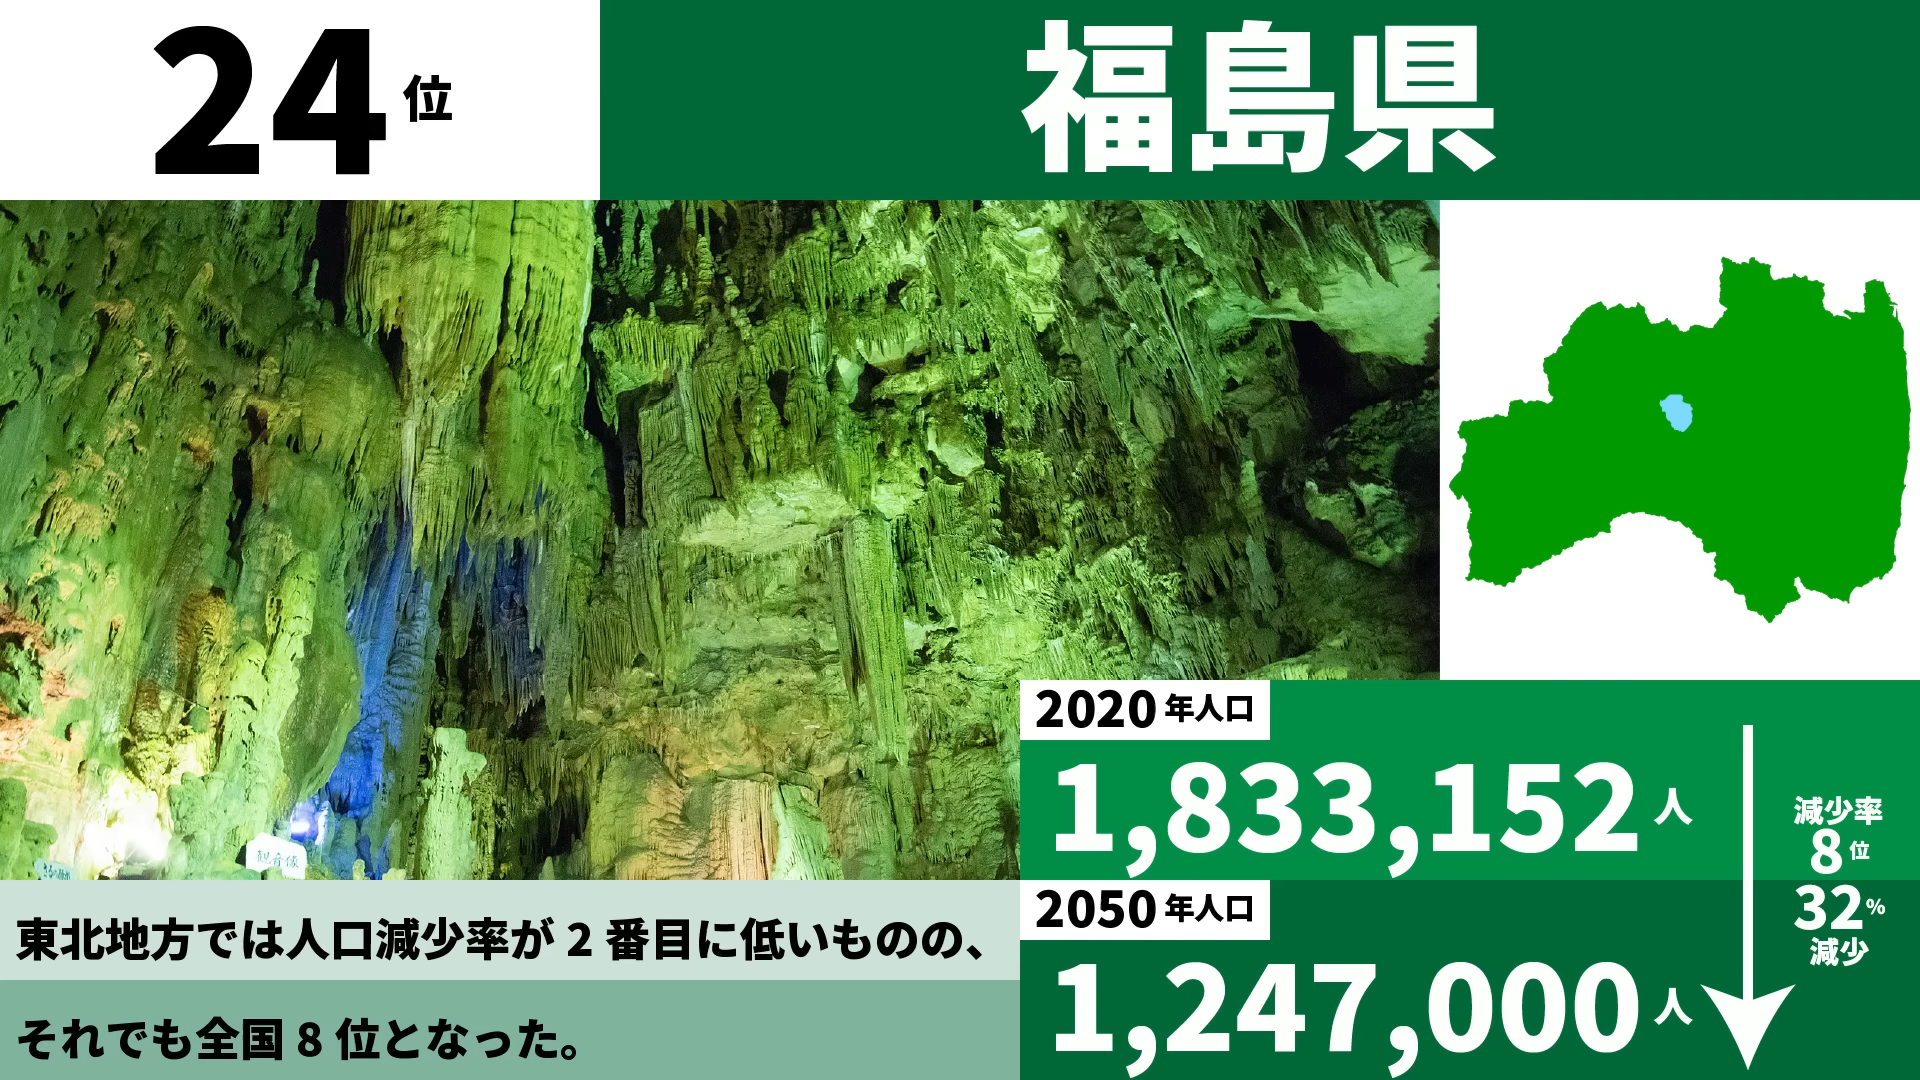 24位
福島県
観音像
2020年人口
1,833,152人
減少率
8位
32%
減少
2050年人口
1,247,000人
東北地方では人口減少率が2番目に低いものの、
それでも全国8位となった。